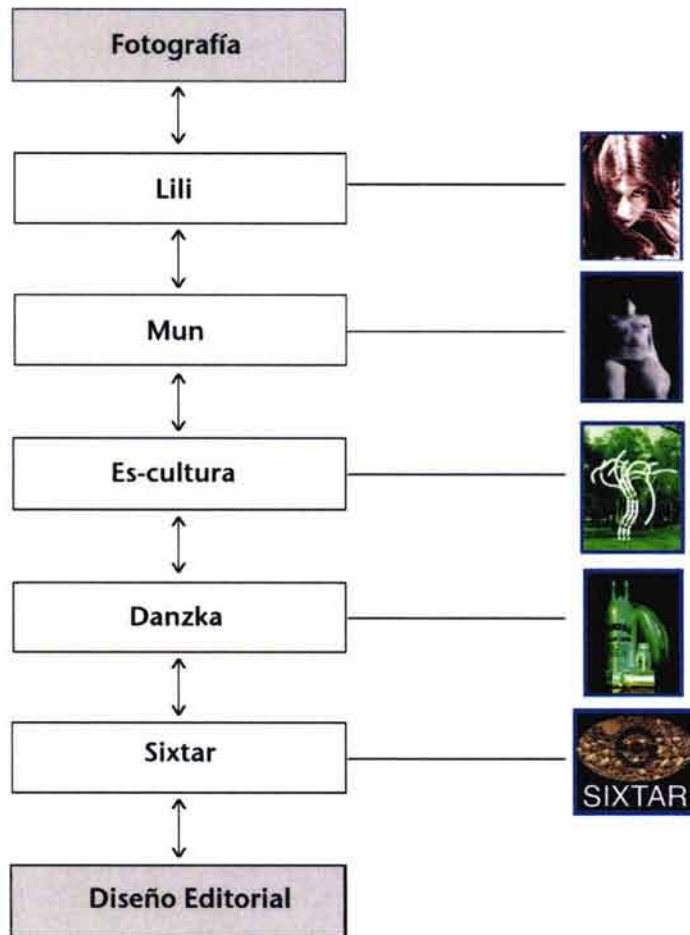 Fotografía
Lili
Mun
Es-cultura
Danzka
Sixtar
SIXTAR
Diseño Editorial